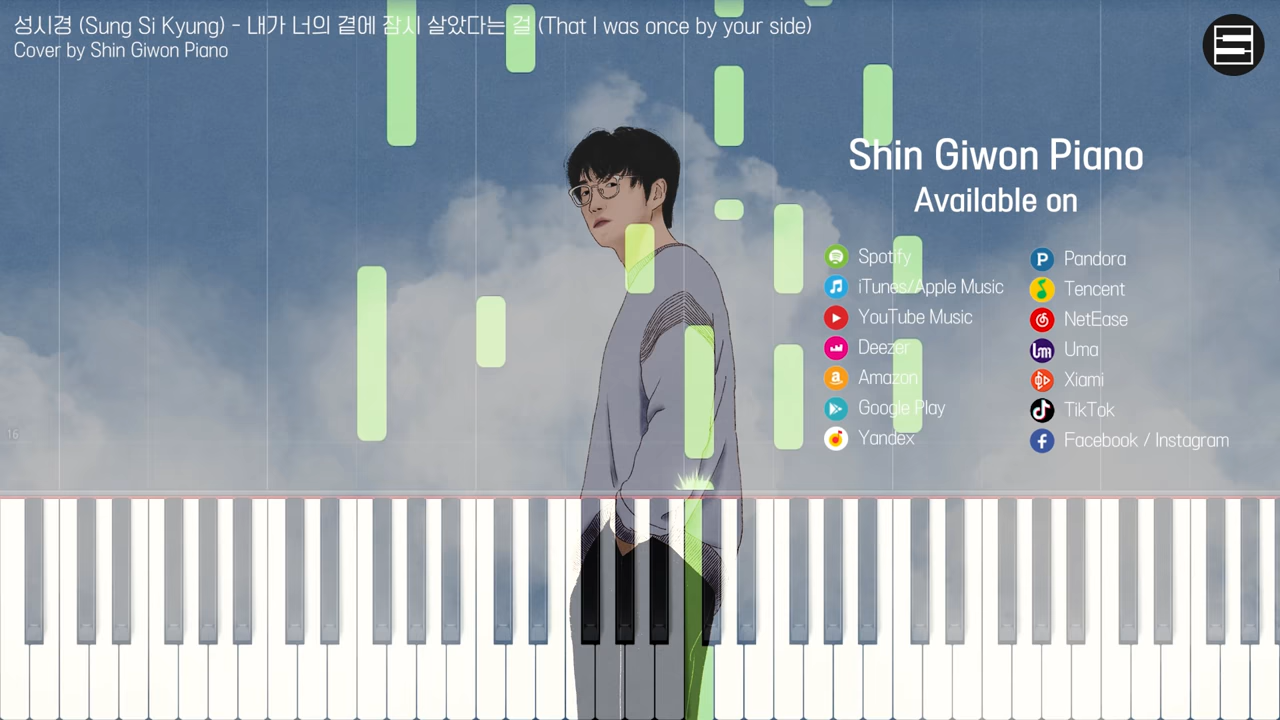 성시경 (Sung Si Kyung) - 내가 너의 곁에 잠시 살았다는 걸 (That I was once by your side)
Cover by Shin Giwon Piano
Shin Giwon Piano
Available on
Spotify
iTunes/Apple Music
YouTube Music
Deezer
Amazon
Google Play
Yandex
P Pandora
Tencent
NetEase
Uma Uma
Xiami
TikTok
Facebook / Instagram
16